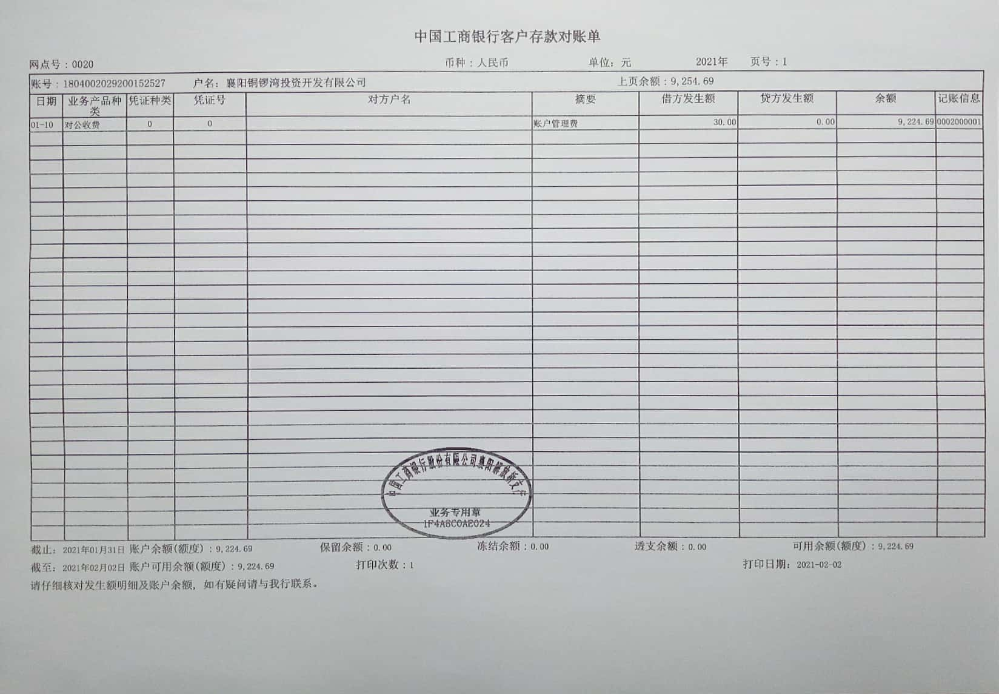 中国工商银行客户存款对账单
网点号：0020 币种：人民币 单位：元 2021年 页号：1
账号：1804002029200152527 户名：襄阳铜锣湾投资开发有限公司 上页余额：9,254.69
日期 业务产品种类 凭证种类 凭证号 对方户名 摘要 借方发生额 贷方发生额 余额 记账信息
01-10 对公收费 0 0 账户管理费 30.00 0.00 9,224.69 0002000001
中国工商银行股份有限公司襄阳解放桥支行
业务专用章
1F4A8C0AE024
截止：2021年01月31日 账户余额(额度)：9,224.69 保留余额：0.00 冻结余额：0.00 透支余额：0.00 可用余额(额度)：9,224.69
截至：2021年02月02日 账户可用余额(额度)：9,224.69 打印次数：1 打印日期：2021-02-02
请仔细核对发生额明细及账户余额，如有疑问请与我行联系。